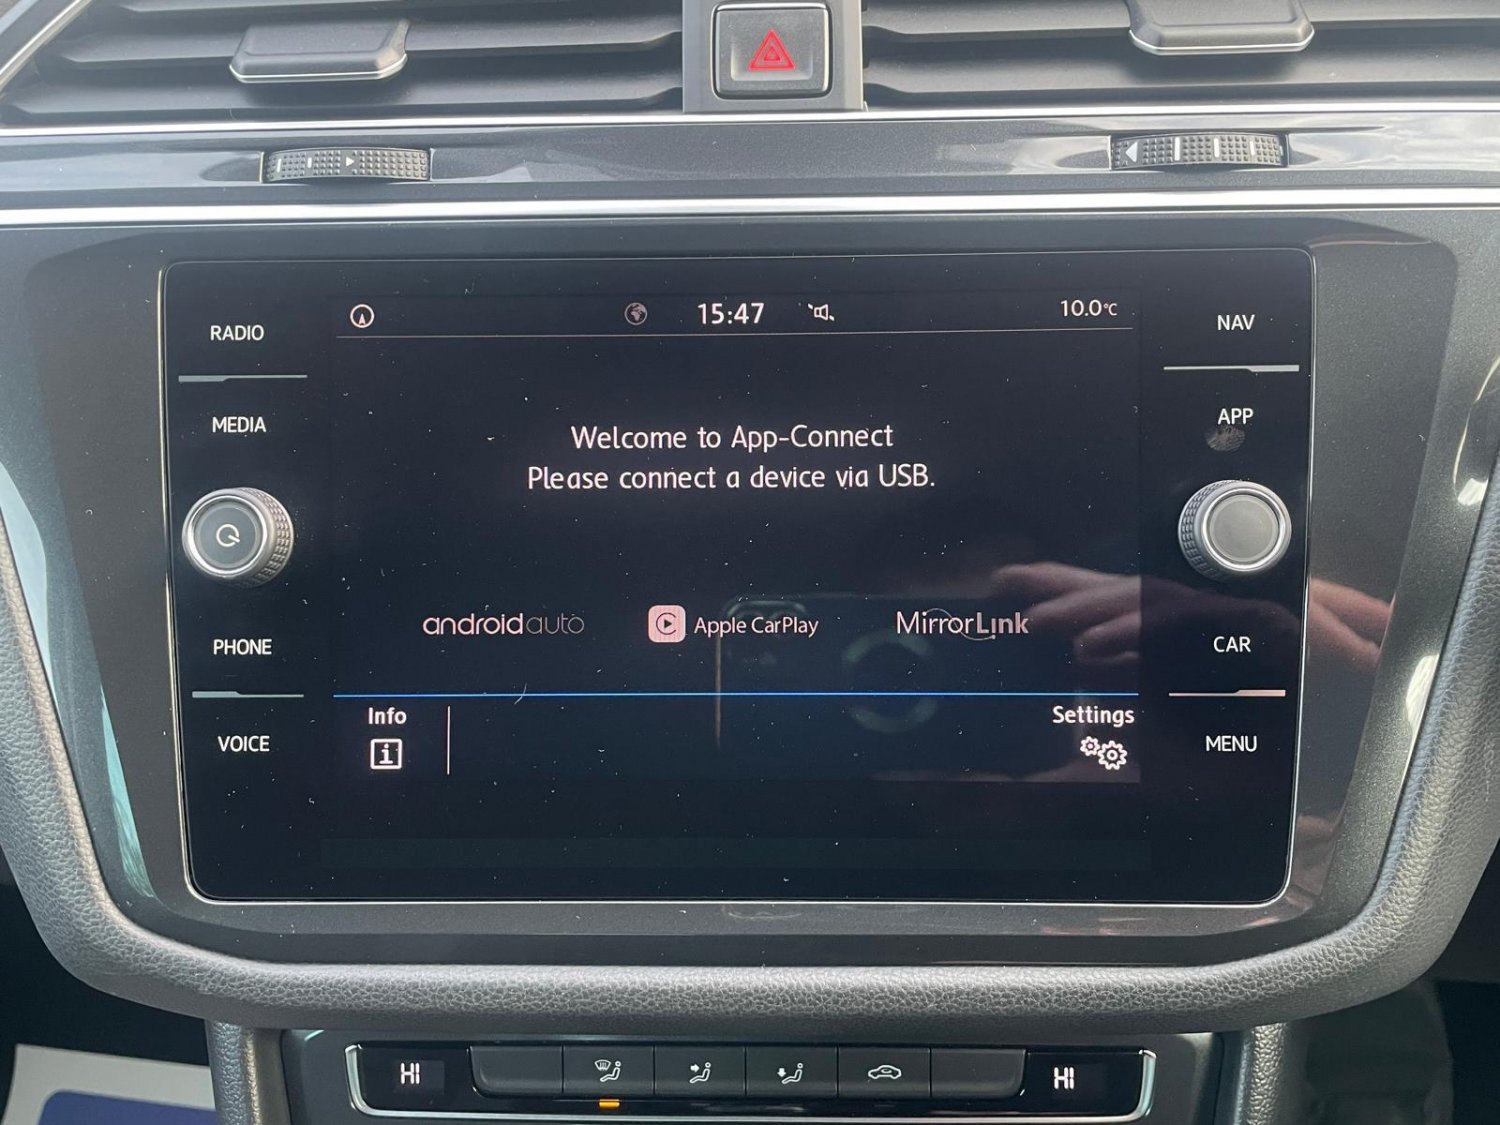 RADIO
MEDIA
PHONE
VOICE
15:47
10.0°C
Welcome to App-Connect
Please connect a device via USB.
androidauto
Apple CarPlay
MirrorLink
Info
Settings
NAV
APP
CAR
MENU
HI
HI